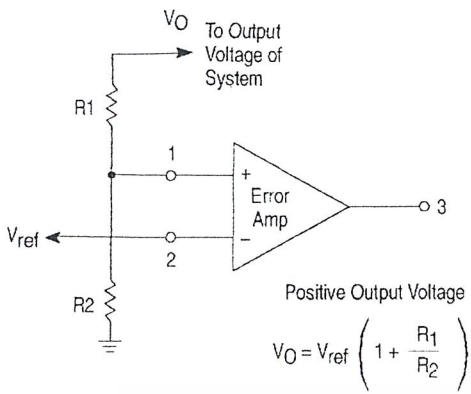 VO To Output
Voltage of
System
R1
1
+
Error
Amp
3
Vref
−
2
R2
Positive Output Voltage
VO = Vref ( 1 + R1 / R2 )